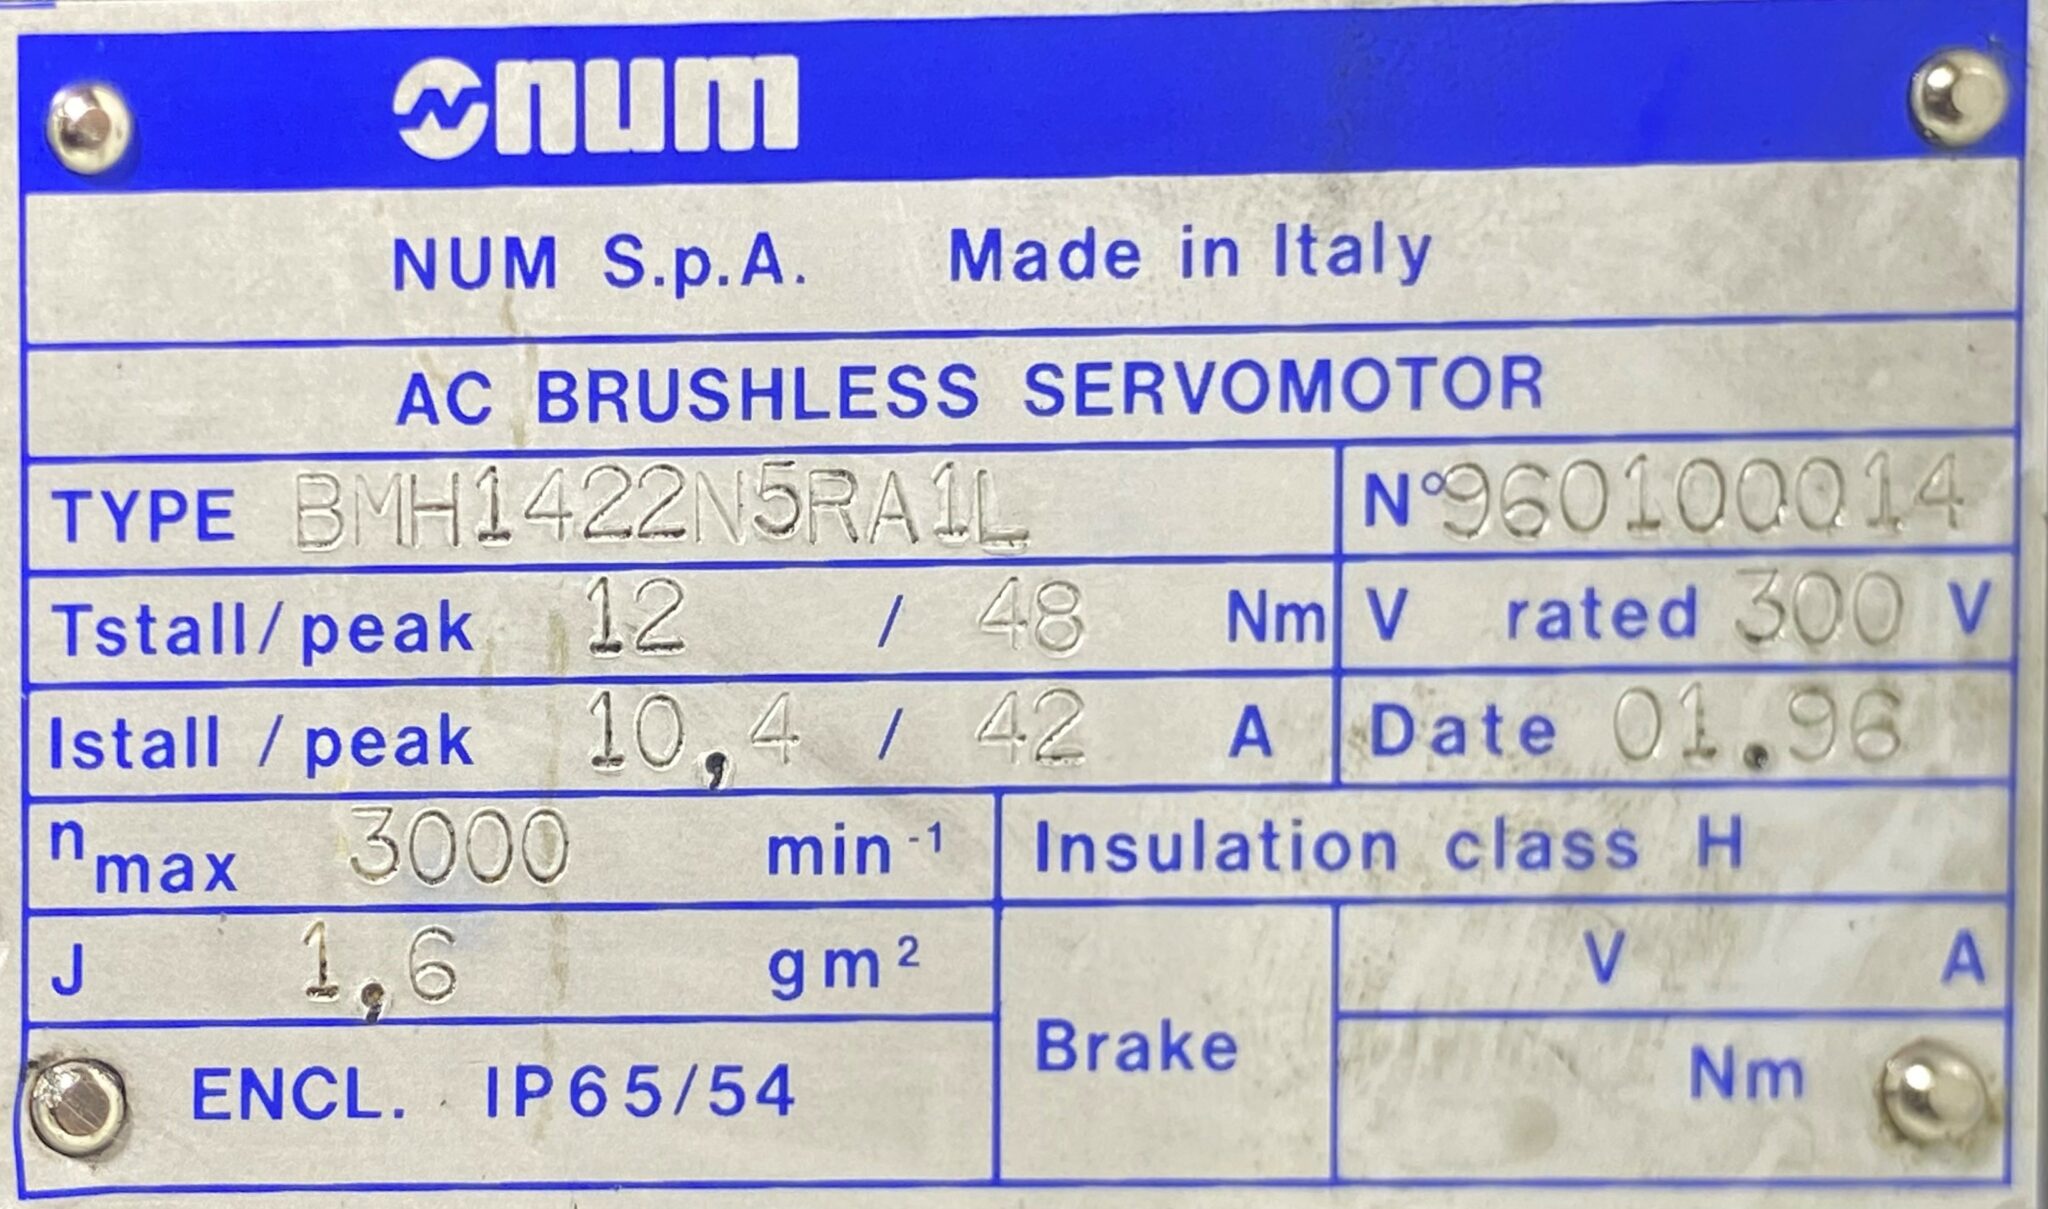 num
NUM S.p.A. Made in Italy
AC BRUSHLESS SERVOMOTOR
TYPE BMH1422N5RA1L N° 960100014
Tstall/peak 12 / 48 Nm V rated 300 V
Istall/peak 10,4 / 42 A Date 01.96
nmax 3000 min⁻¹ Insulation class H
J 1,6 gm² V A
Brake
ENCL. IP65/54 Nm